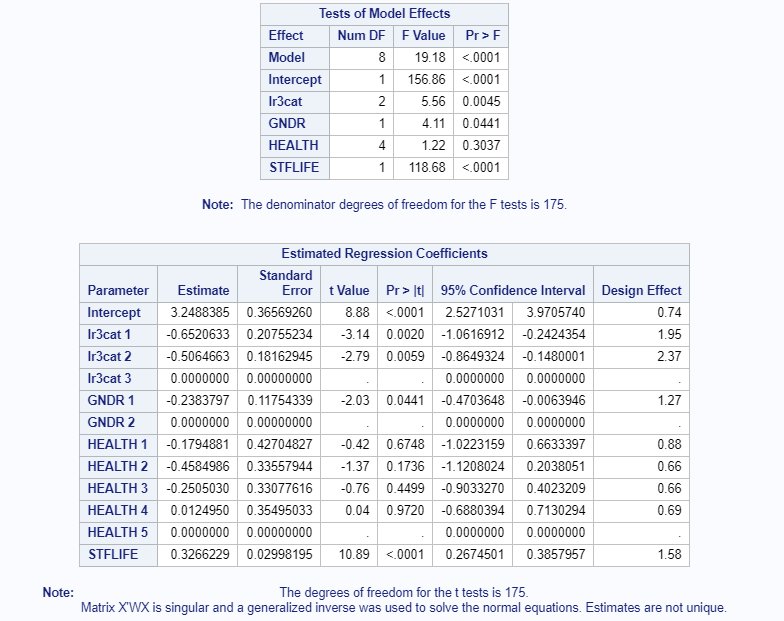 Tests of Model Effects
Effect Num DF F Value Pr > F
Model 8 19.18 <.0001
Intercept 1 156.86 <.0001
lr3cat 2 5.56 0.0045
GNDR 1 4.11 0.0441
HEALTH 4 1.22 0.3037
STFLIFE 1 118.68 <.0001
Note: The denominator degrees of freedom for the F tests is 175.
Estimated Regression Coefficients
Parameter Estimate Standard Error t Value Pr > |t| 95% Confidence Interval Design Effect
Intercept 3.2488385 0.36569260 8.88 <.0001 2.5271031 3.9705740 0.74
lr3cat 1 -0.6520633 0.20755234 -3.14 0.0020 -1.0616912 -0.2424354 1.95
lr3cat 2 -0.5064663 0.18162945 -2.79 0.0059 -0.8649324 -0.1480001 2.37
lr3cat 3 0.0000000 0.00000000 . . 0.0000000 0.0000000 .
GNDR 1 -0.2383797 0.11754339 -2.03 0.0441 -0.4703648 -0.0063946 1.27
GNDR 2 0.0000000 0.00000000 . . 0.0000000 0.0000000 .
HEALTH 1 -0.1794881 0.42704827 -0.42 0.6748 -1.0223159 0.6633397 0.88
HEALTH 2 -0.4584986 0.33557944 -1.37 0.1736 -1.1208024 0.2038051 0.66
HEALTH 3 -0.2505030 0.33077616 -0.76 0.4499 -0.9033270 0.4023209 0.66
HEALTH 4 0.0124950 0.35495033 0.04 0.9720 -0.6880394 0.7130294 0.69
HEALTH 5 0.0000000 0.00000000 . . 0.0000000 0.0000000 .
STFLIFE 0.3266229 0.02998195 10.89 <.0001 0.2674501 0.3857957 1.58
Note: The degrees of freedom for the t tests is 175.
Matrix X'WX is singular and a generalized inverse was used to solve the normal equations. Estimates are not unique.